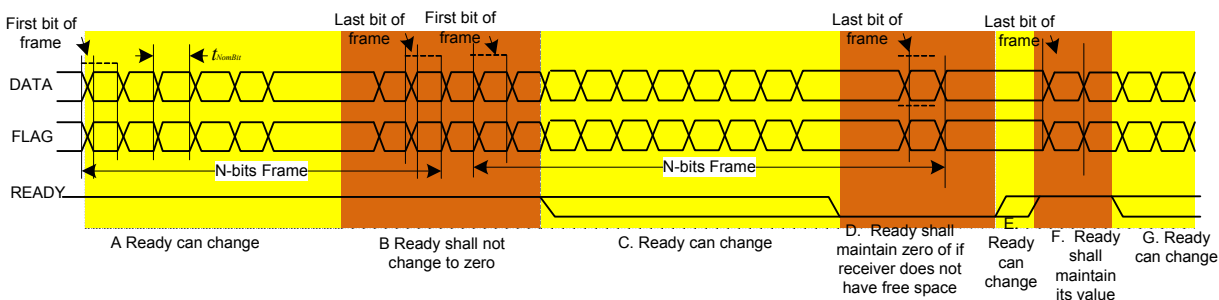 First bit of
frame
t NomBit
Last bit of
frame
First bit of
frame
Last bit of
frame
Last bit of
frame
DATA
FLAG
N-bits Frame
N-bits Frame
READY
A Ready can change
B Ready shall not
change to zero
C. Ready can change
D. Ready shall
maintain zero of if
receiver does not
have free space
E.
Ready
can
change
F. Ready
shall
maintain
its value
G. Ready
can change